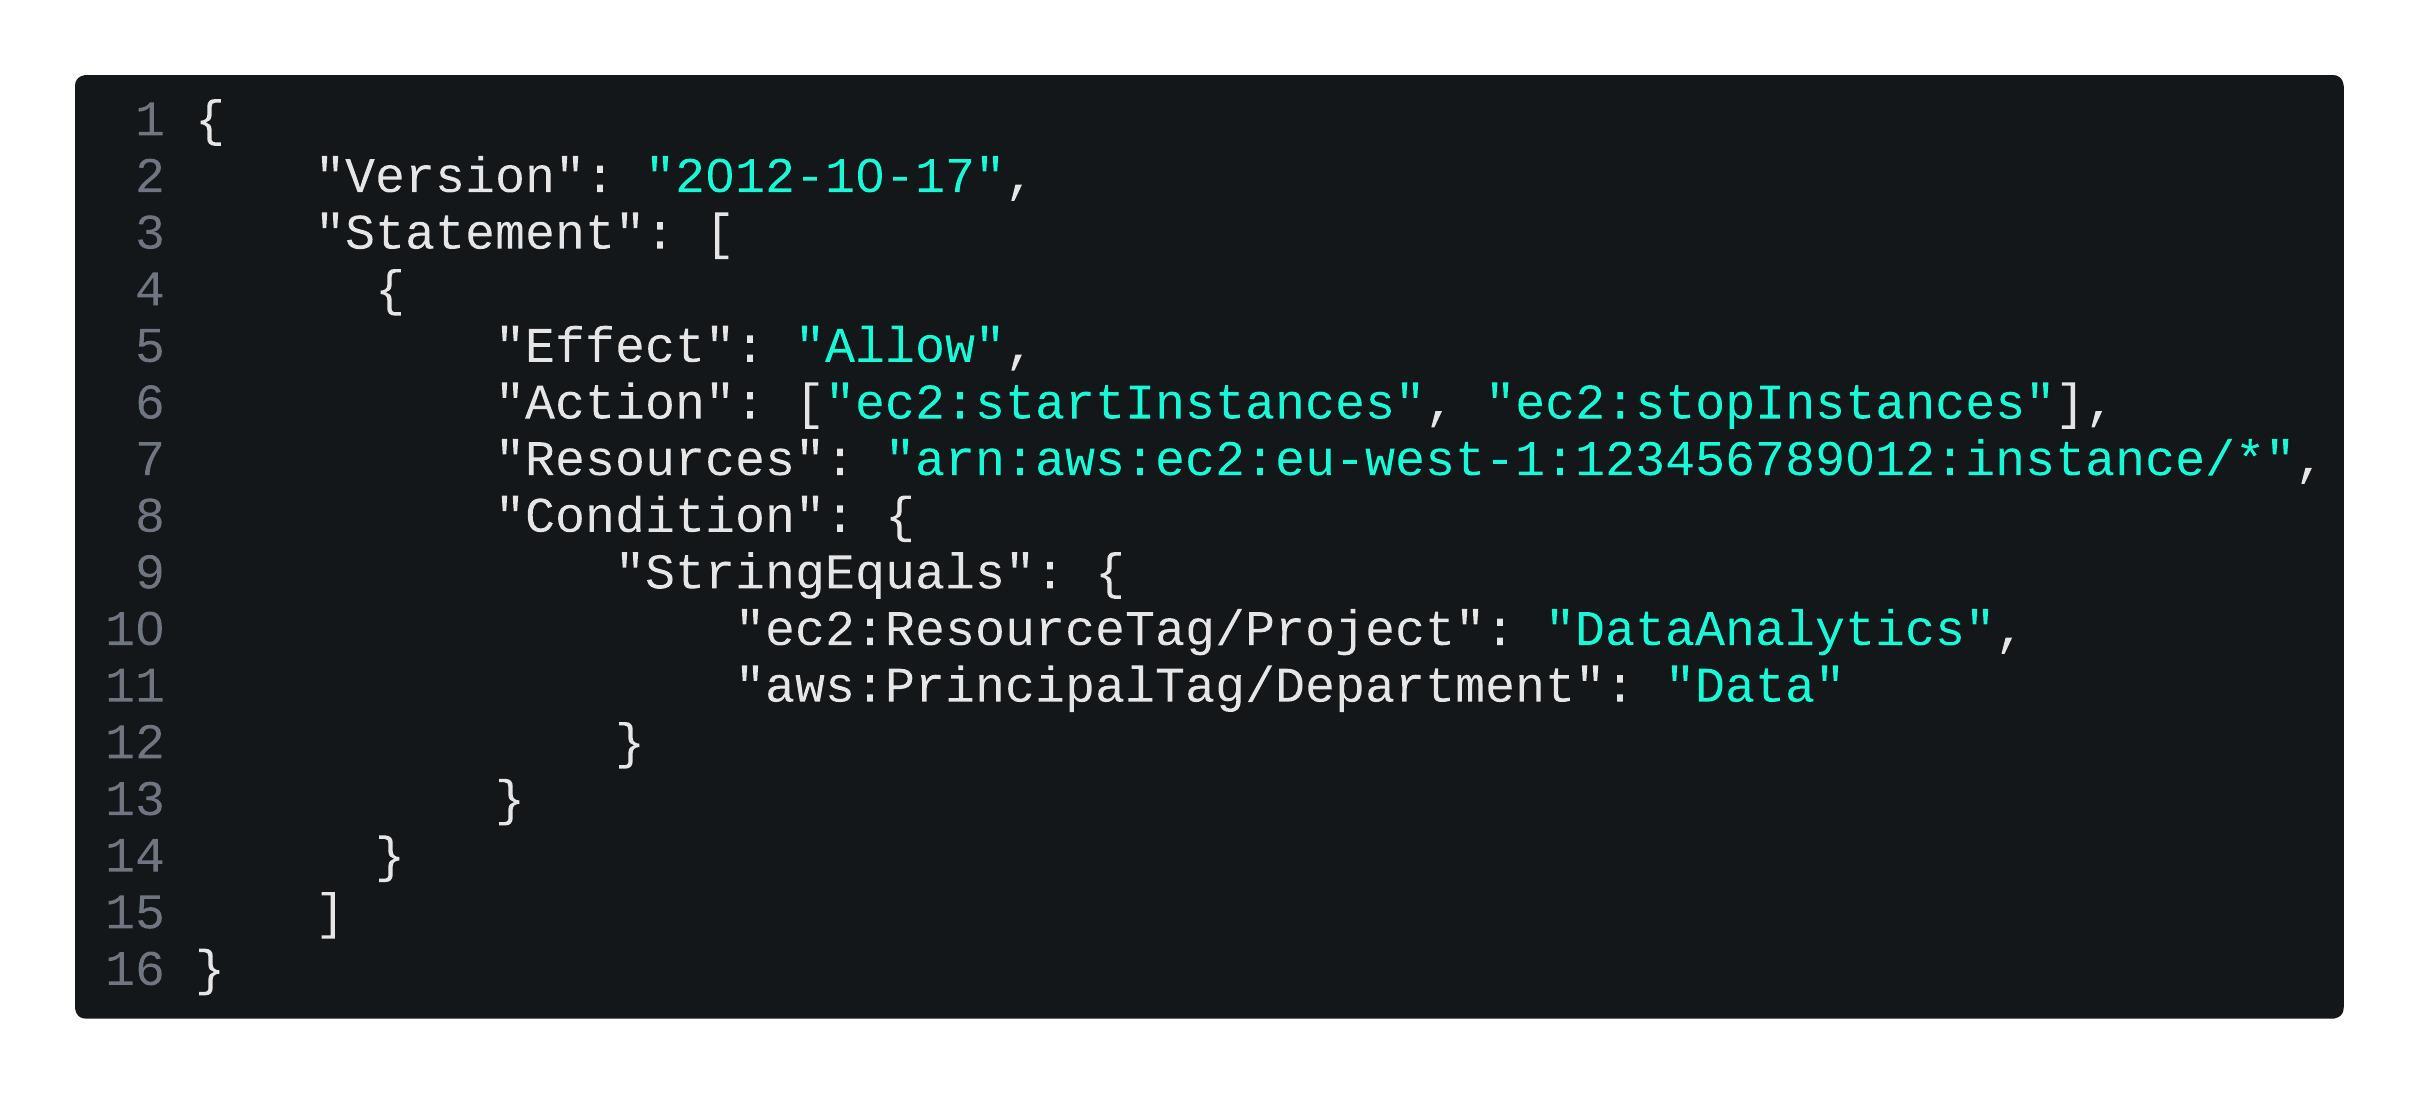 1 {
2     "Version": "2012-10-17",
3     "Statement": [
4       {
5           "Effect": "Allow",
6           "Action": ["ec2:startInstances", "ec2:stopInstances"],
7           "Resources": "arn:aws:ec2:eu-west-1:123456789012:instance/*",
8           "Condition": {
9               "StringEquals": {
10                  "ec2:ResourceTag/Project": "DataAnalytics",
11                  "aws:PrincipalTag/Department": "Data"
12              }
13          }
14      }
15    ]
16 }